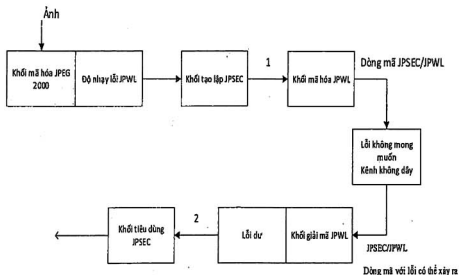 Ảnh
Khối mã hóa JPEG
2000
Độ nhạy lỗi JPWL
Khối tạo lập JPSEC
1
Khối mã hóa JPWL
Dòng mã JPSEC/JPWL
Lỗi không mong
muốn
Kênh không dây
Khối tiêu dùng
JPSEC
2
Lỗi dư
Khối giải mã JPWL
JPSEC/JPWL
Dòng mã với lỗi có thể xảy ra